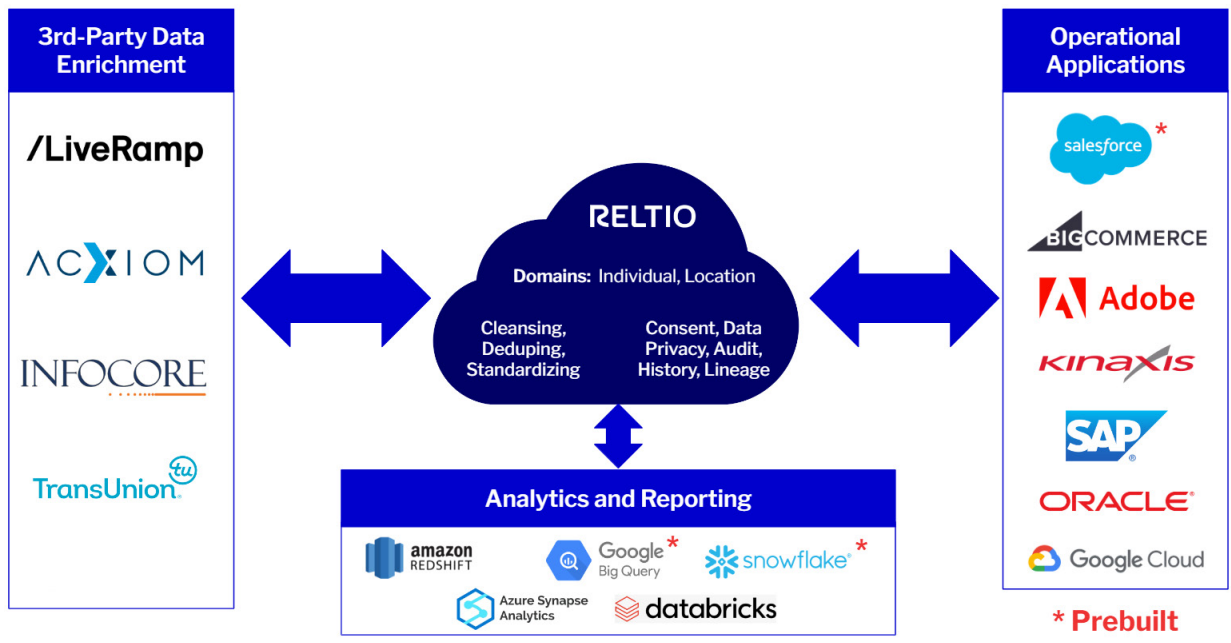 3rd-Party Data
Enrichment
/LiveRamp
ACXIOM
INFOCORE
TransUnion
tu
RELTIO
Domains: Individual, Location
Cleansing,
Deduping,
Standardizing
Consent, Data
Privacy, Audit,
History, Lineage
Analytics and Reporting
amazon
REDSHIFT
Google *
Big Query
snowflake® *
Azure Synapse
Analytics
databricks
Operational
Applications
salesforce *
BIGCOMMERCE
Adobe
KINAXIS
SAP®
ORACLE®
Google Cloud
* Prebuilt